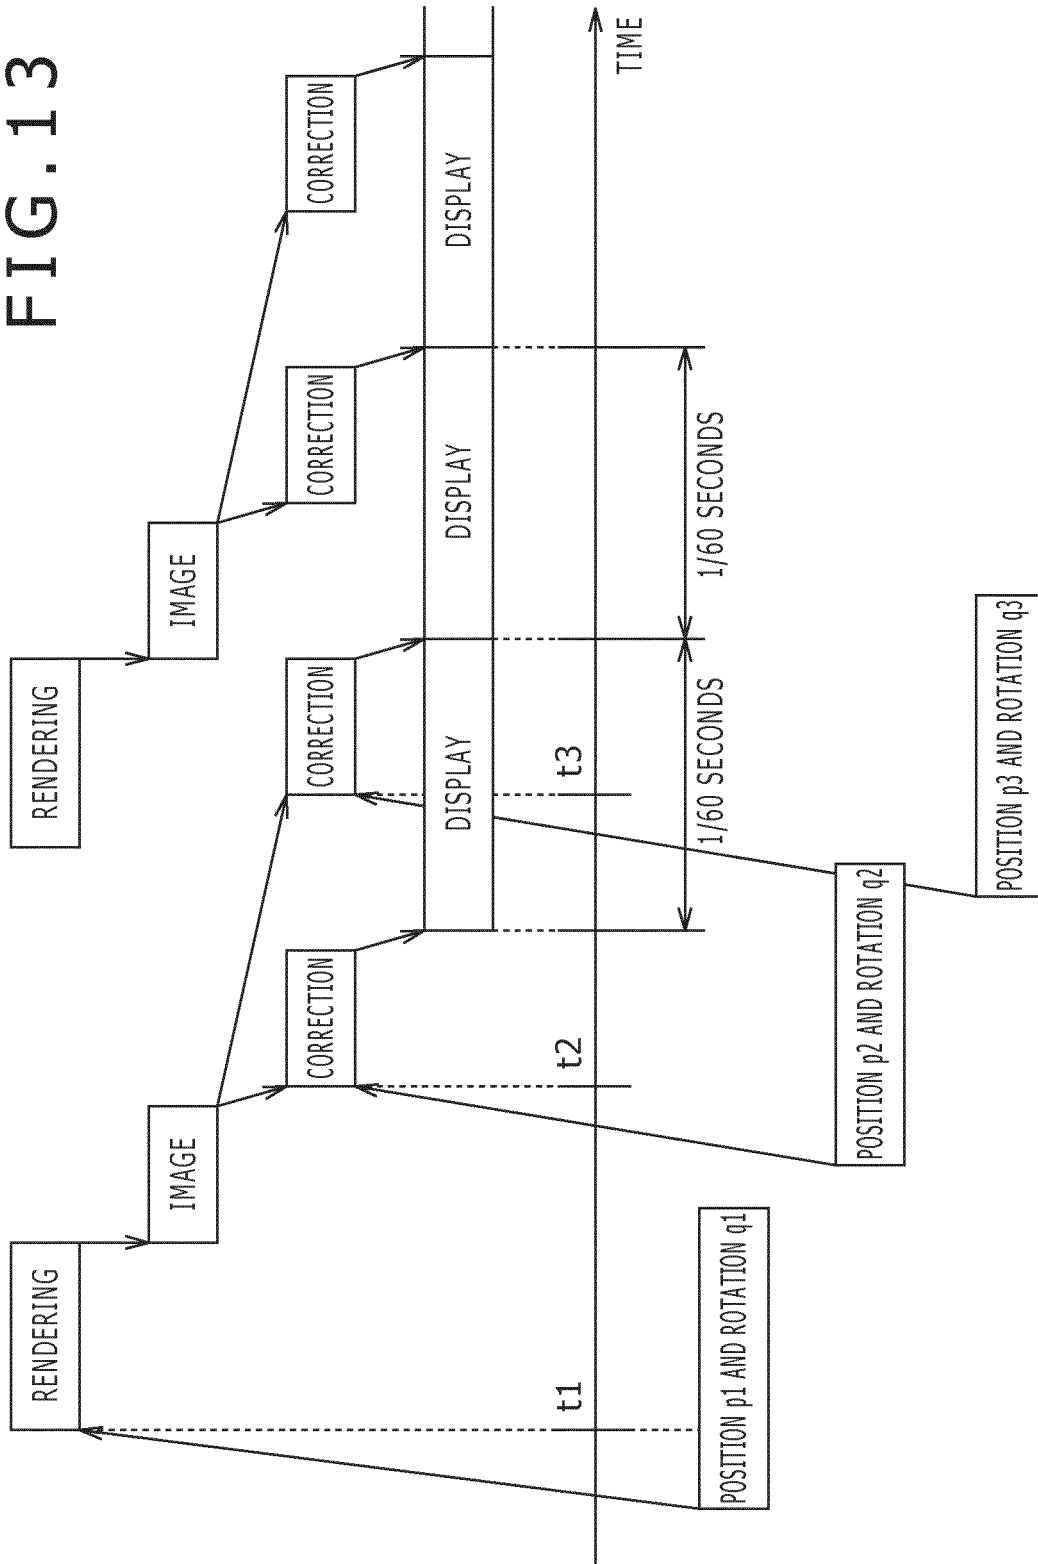 FIG.13
RENDERING
RENDERING
IMAGE
IMAGE
CORRECTION
CORRECTION
CORRECTION
CORRECTION
DISPLAY
DISPLAY
DISPLAY
t1
t2
t3
TIME
1/60 SECONDS
1/60 SECONDS
POSITION p1 AND ROTATION q1
POSITION p2 AND ROTATION q2
POSITION p3 AND ROTATION q3